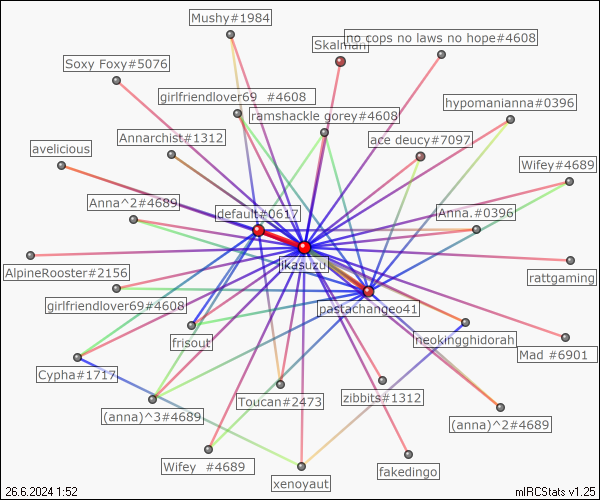 Mushy#1984
Skalman
no cops no laws no hope#4608
Soxy Foxy#5076
girlfriendlover69 #4608
hypomanianna#0396
ramshackle gorey#4608
Annarchist#1312
ace deucy#7097
avelicious
Wifey#4689
Anna^2#4689
default#0617
Anna.#0396
jkasuzu
AlpineRooster#2156
rattgaming
girlfriendlover69#4608
pastachangeo41
frisout
neokingghidorah
Mad #6901
Cypha#1717
Toucan#2473
zibbits#1312
(anna)^3#4689
(anna)^2#4689
Wifey #4689
fakedingo
xenoyaut
26.6.2024 1:52
mIRCStats v1.25